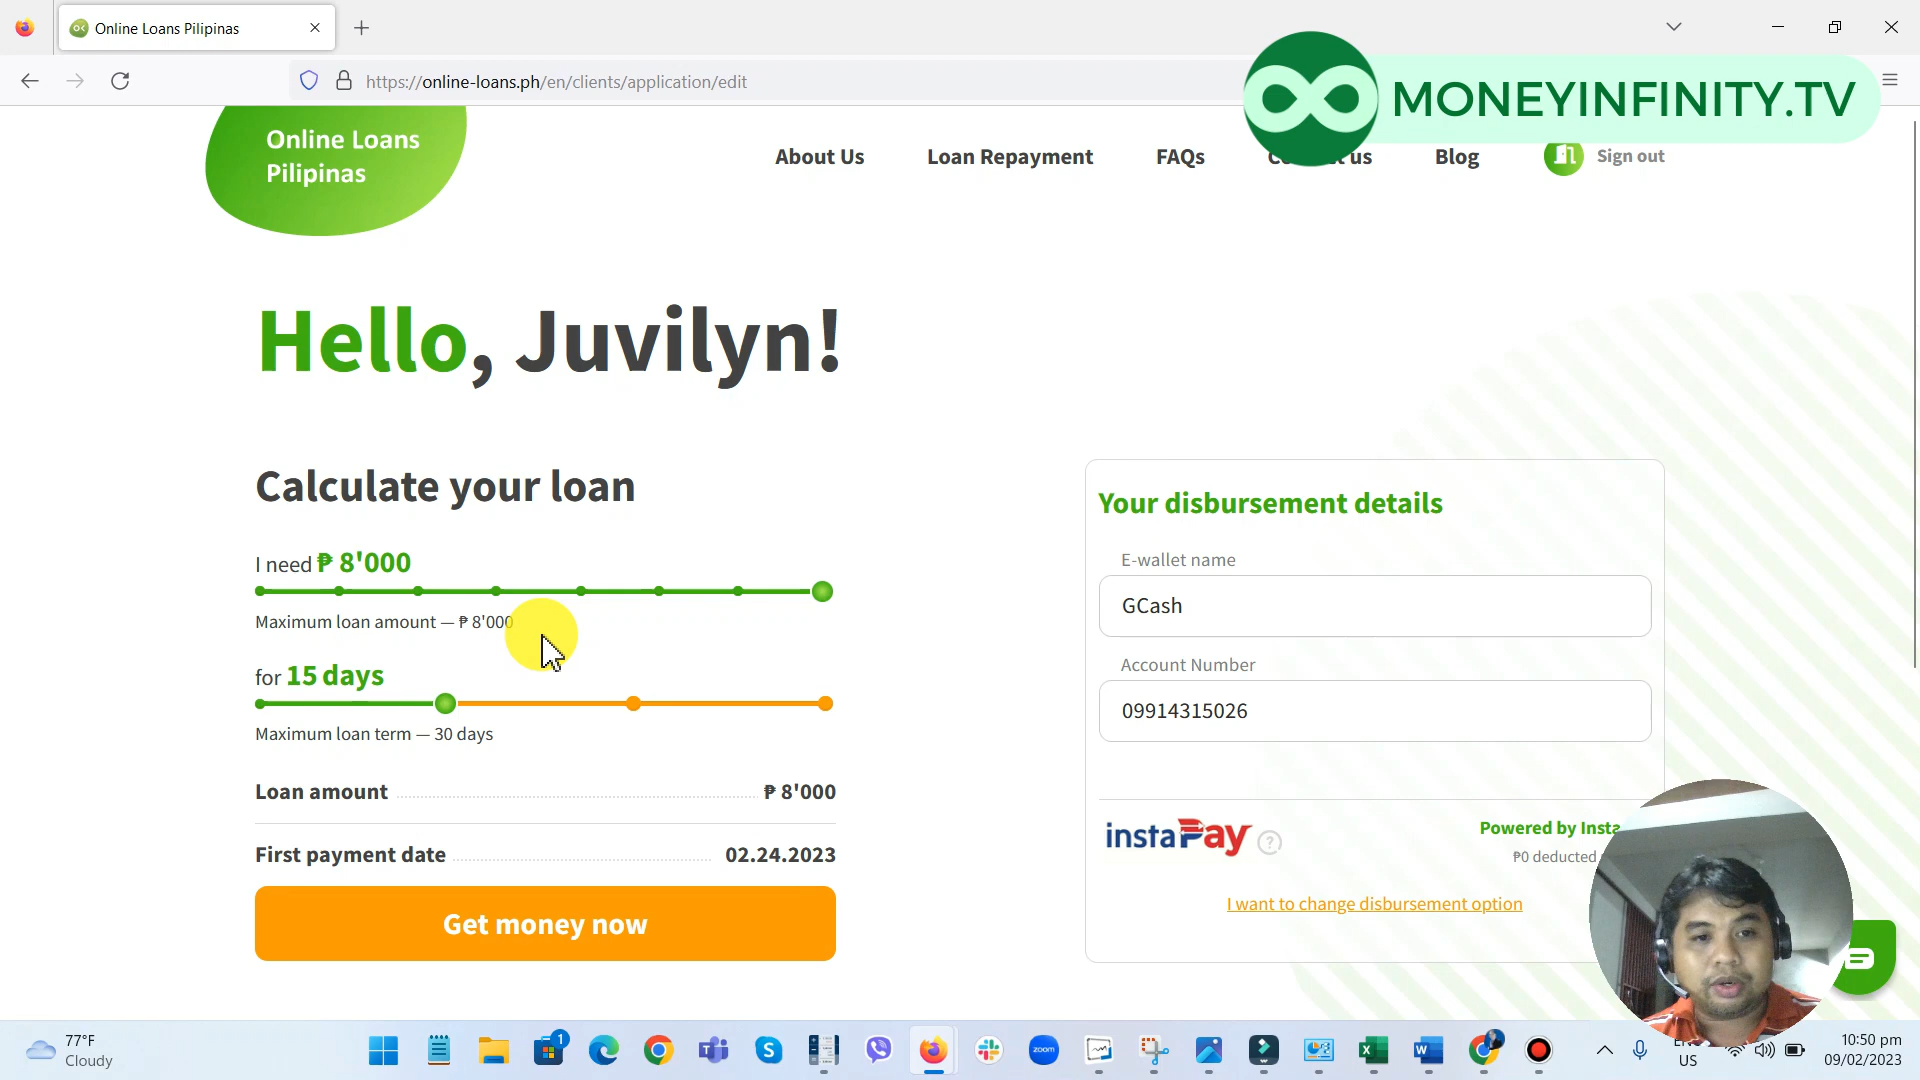 Online Loans Pilipinas
https://online-loans.ph/en/clients/application/edit
MONEYINFINITY.TV
Online Loans
Pilipinas
About Us
Loan Repayment
FAQs
us
Blog
Sign out
Hello, Juvilyn!
Calculate your loan
I need ₱ 8'000
Maximum loan amount — ₱ 8'000
for 15 days
Maximum loan term — 30 days
Loan amount ₱ 8'000
First payment date 02.24.2023
Get money now
Your disbursement details
E-wallet name
GCash
Account Number
09914315026
instaPay ?
Powered by Insta
₱0 deducted
I want to change disbursement option
77°F
Cloudy
1
zoom
US
10:50 pm
09/02/2023